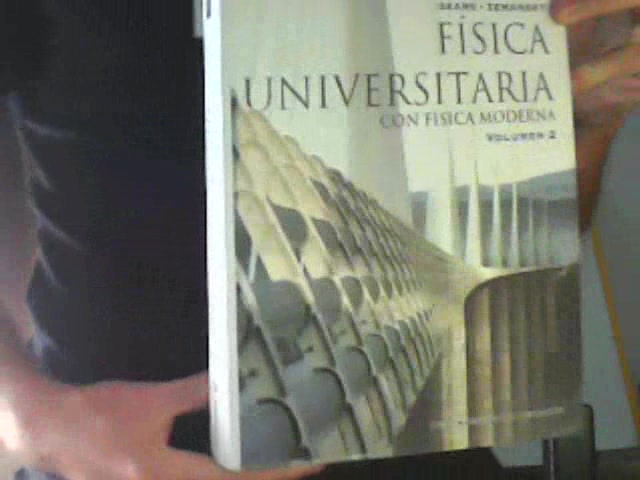 SEARS · ZEMANSKY
FÍSICA
UNIVERSITARIA
CON FÍSICA MODERNA
VOLUMEN 2